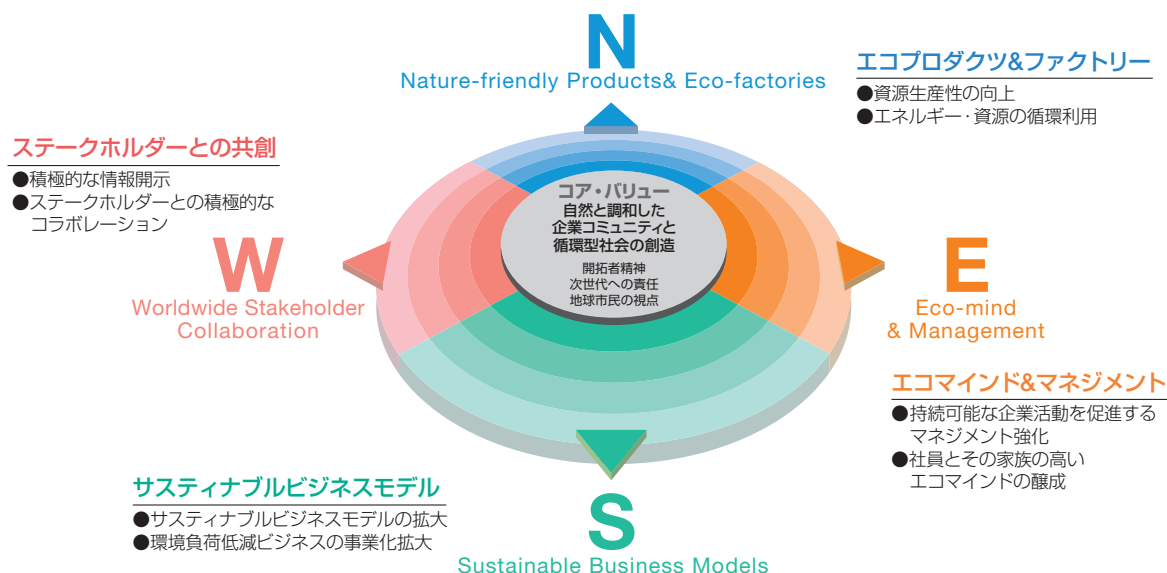 N
Nature-friendly Products& Eco-factories
エコプロダクツ&ファクトリー
●資源生産性の向上
●エネルギー・資源の循環利用
ステークホルダーとの共創
●積極的な情報開示
●ステークホルダーとの積極的な
コラボレーション
W
Worldwide Stakeholder
Collaboration
コア・バリュー
自然と調和した
企業コミュニティと
循環型社会の創造
開拓者精神
次世代への責任
地球市民の視点
E
Eco-mind
& Management
エコマインド&マネジメント
●持続可能な企業活動を促進する
マネジメント強化
●社員とその家族の高い
エコマインドの醸成
サスティナブルビジネスモデル
●サスティナブルビジネスモデルの拡大
●環境負荷低減ビジネスの事業化拡大
S
Sustainable Business Models